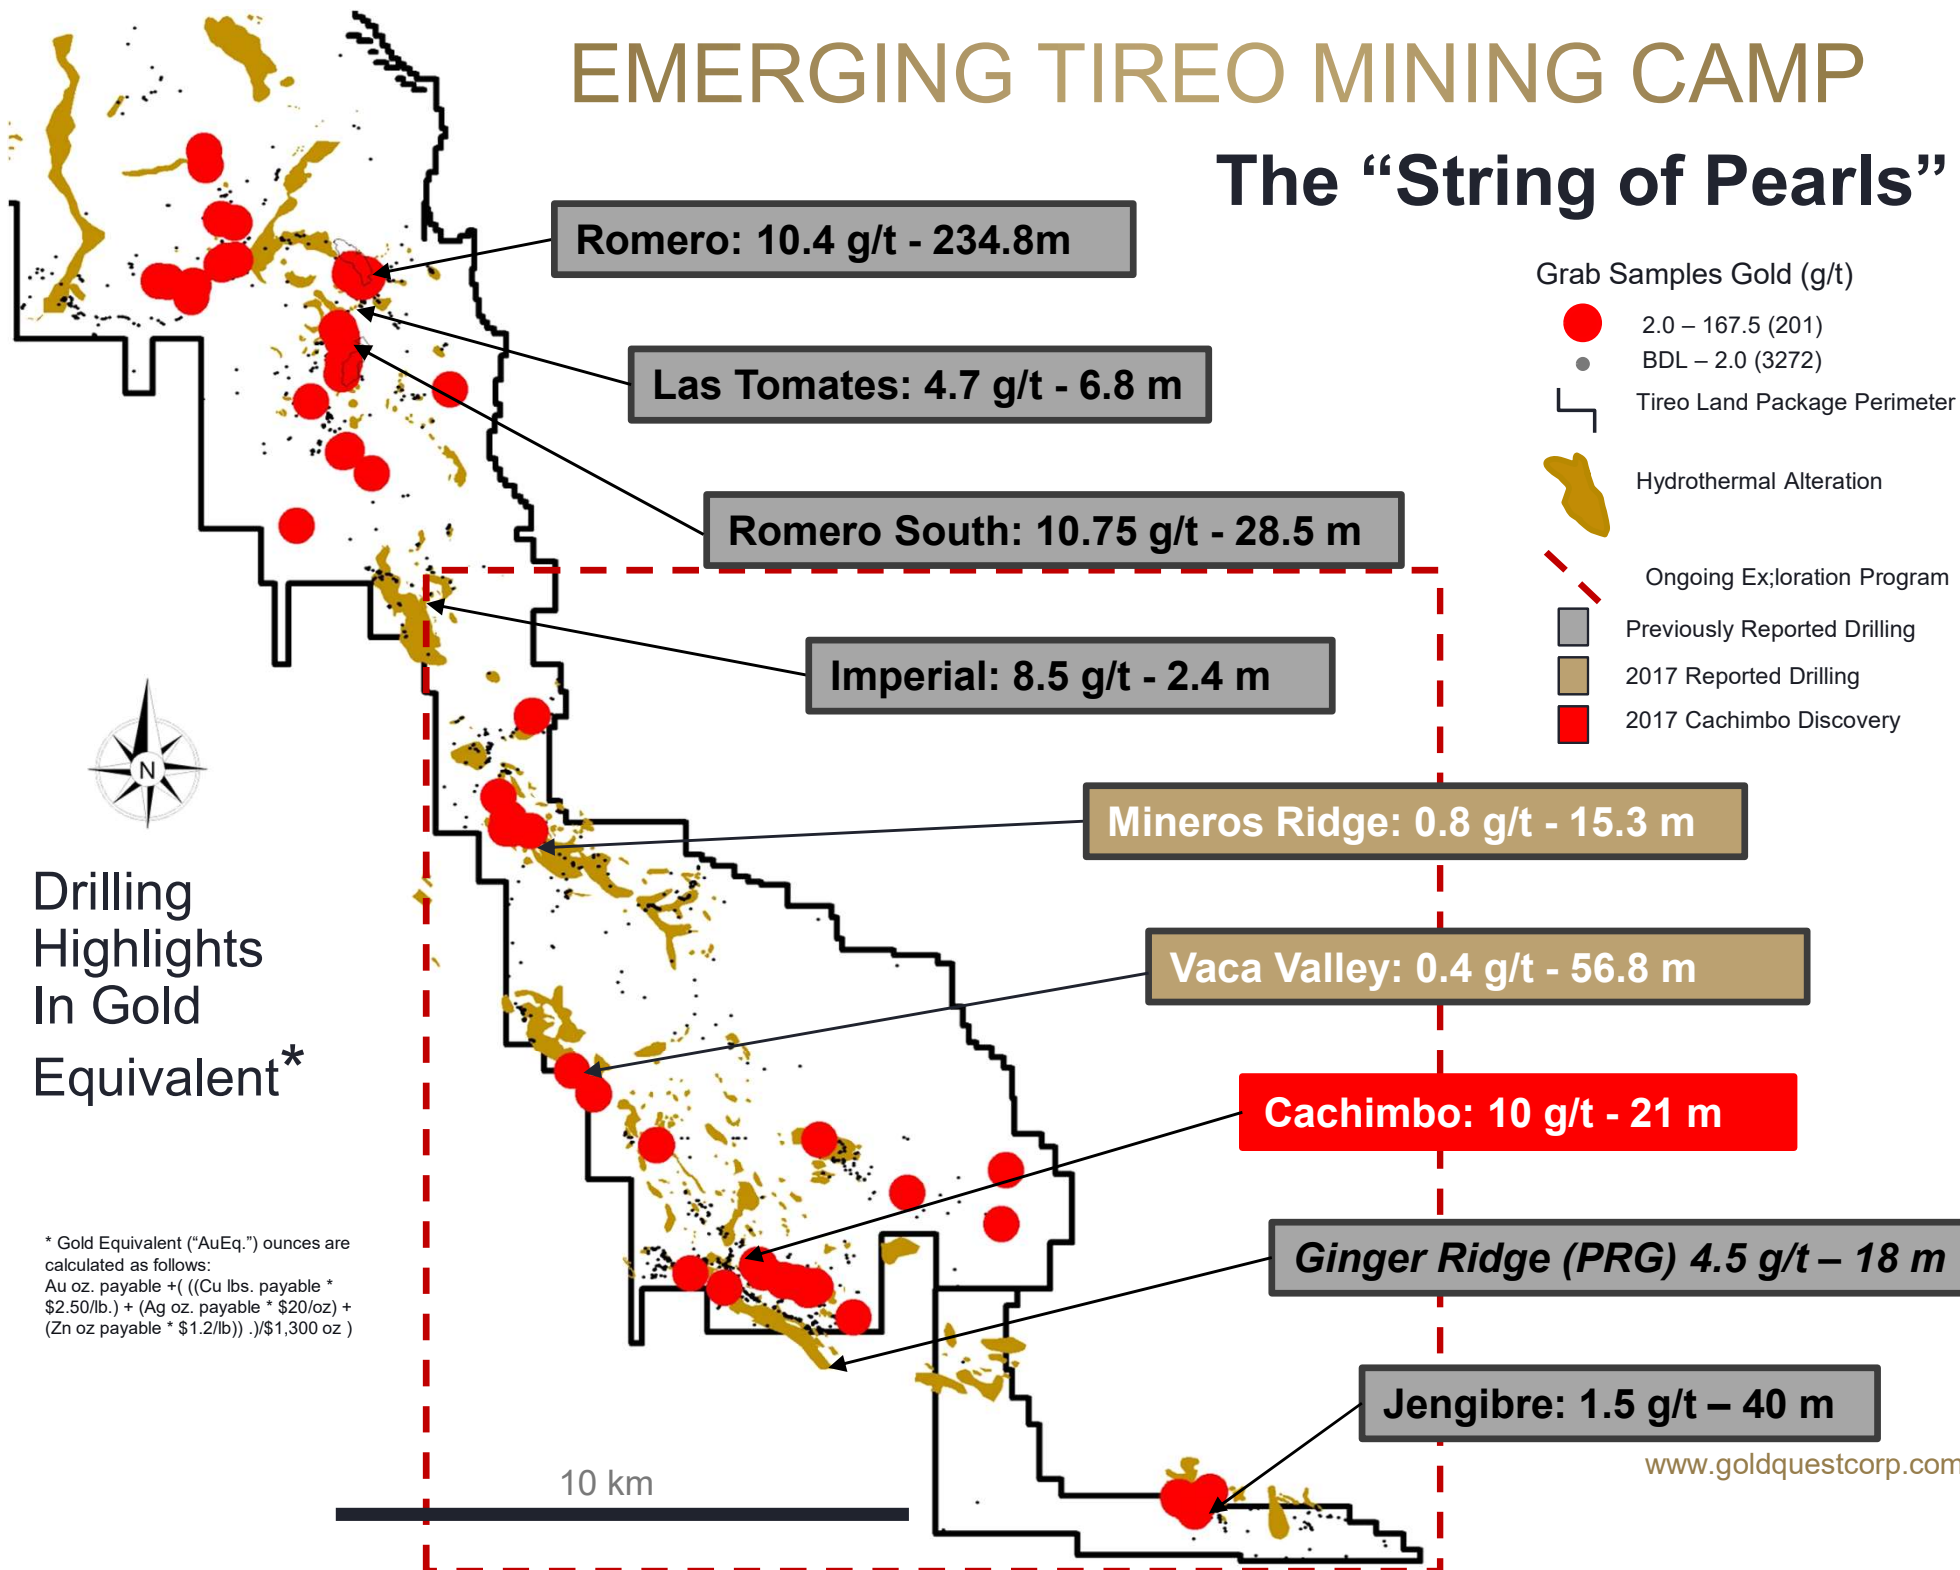 EMERGING TIREO MINING CAMP
The “String of Pearls”
Romero: 10.4 g/t - 234.8m
Grab Samples Gold (g/t)
2.0 – 167.5 (201)
BDL – 2.0 (3272)
Las Tomates: 4.7 g/t - 6.8 m
Tireo Land Package Perimeter
Hydrothermal Alteration
Romero South: 10.75 g/t - 28.5 m
Ongoing Ex;loration Program
Previously Reported Drilling
Imperial: 8.5 g/t - 2.4 m
2017 Reported Drilling
2017 Cachimbo Discovery
N
Mineros Ridge: 0.8 g/t - 15.3 m
Drilling
Highlights
In Gold
Equivalent*
Vaca Valley: 0.4 g/t - 56.8 m
Cachimbo: 10 g/t - 21 m
* Gold Equivalent (“AuEq.”) ounces are
calculated as follows:
Au oz. payable +( ((Cu lbs. payable *
$2.50/lb.) + (Ag oz. payable * $20/oz) +
(Zn oz payable * $1.2/lb)) .)/$1,300 oz )
Ginger Ridge (PRG) 4.5 g/t – 18 m
Jengibre: 1.5 g/t – 40 m
www.goldquestcorp.com
10 km